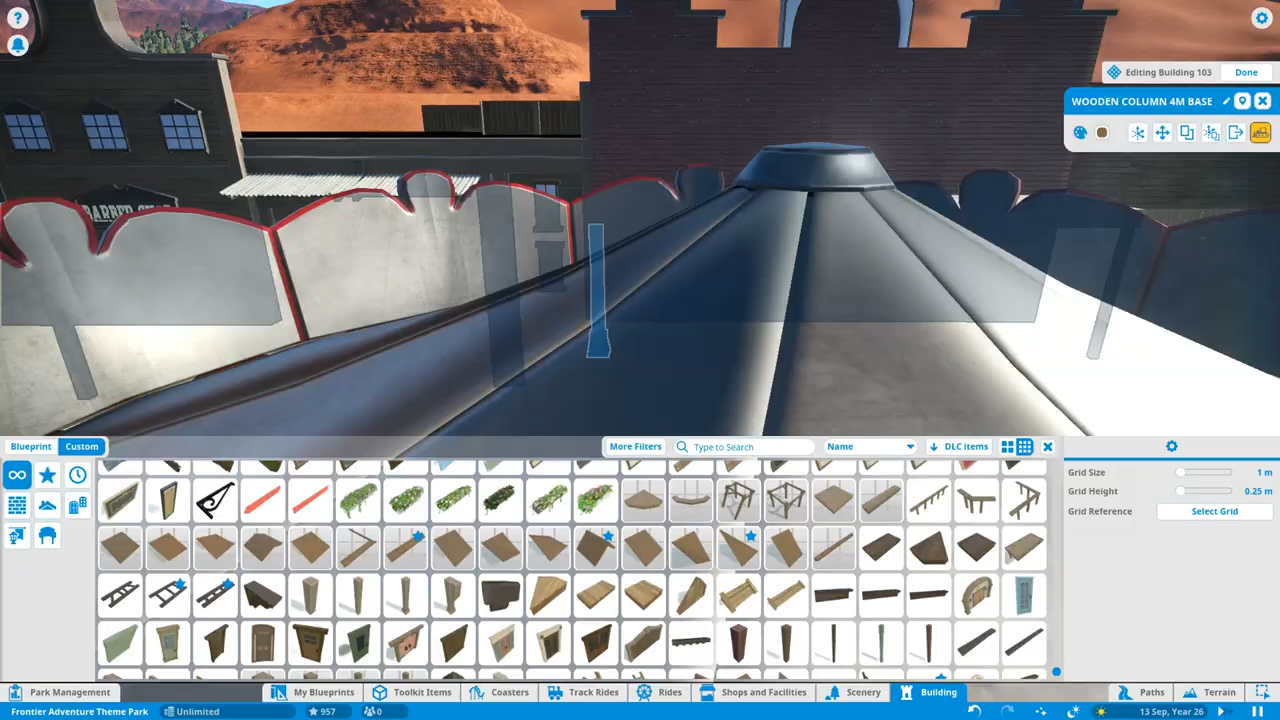 ?
Editing Building 103
Done
WOODEN COLUMN 4M BASE
BARBER
Blueprint
Custom
More Filters
Type to Search
Name
DLC items
Grid Size
1 m
Grid Height
0.25 m
Grid Reference
Select Grid
Park Management
My Blueprints
Toolkit Items
Coasters
Track Rides
Rides
Shops and Facilities
Scenery
Building
Paths
Terrain
Frontier Adventure Theme Park
Unlimited
957
0
13 Sep, Year 26